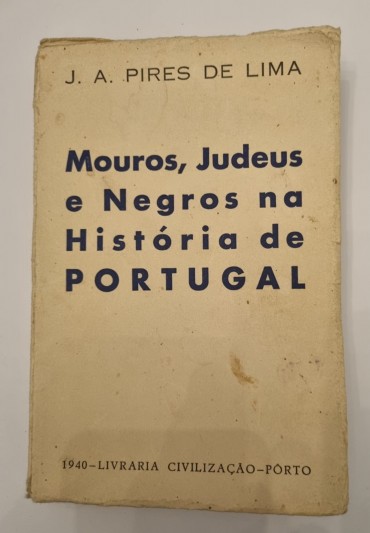 J. A. PIRES DE LIMA
Mouros, Judeus
e Negros na
História de
PORTUGAL
1940–LIVRARIA CIVILIZAÇÃO–PÔRTO